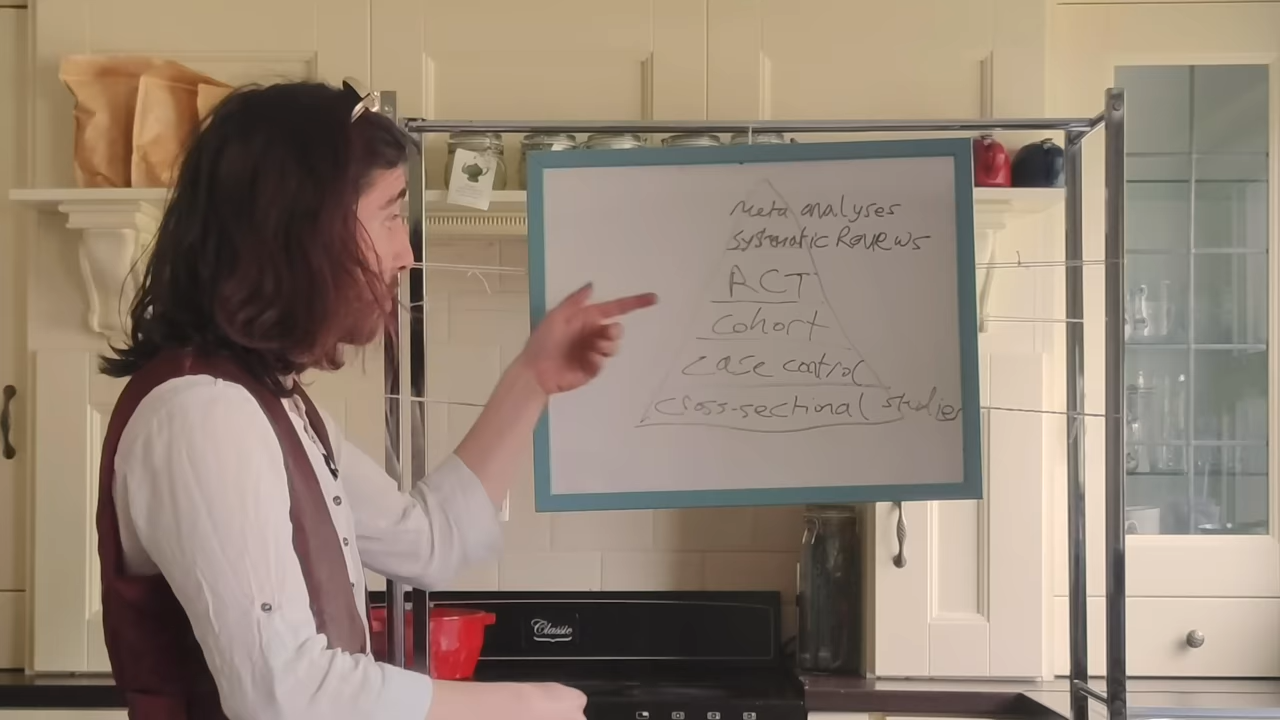 Meta analyses
systematic Reviews
RCT
cohort
case control
cross-sectional studies
Classic